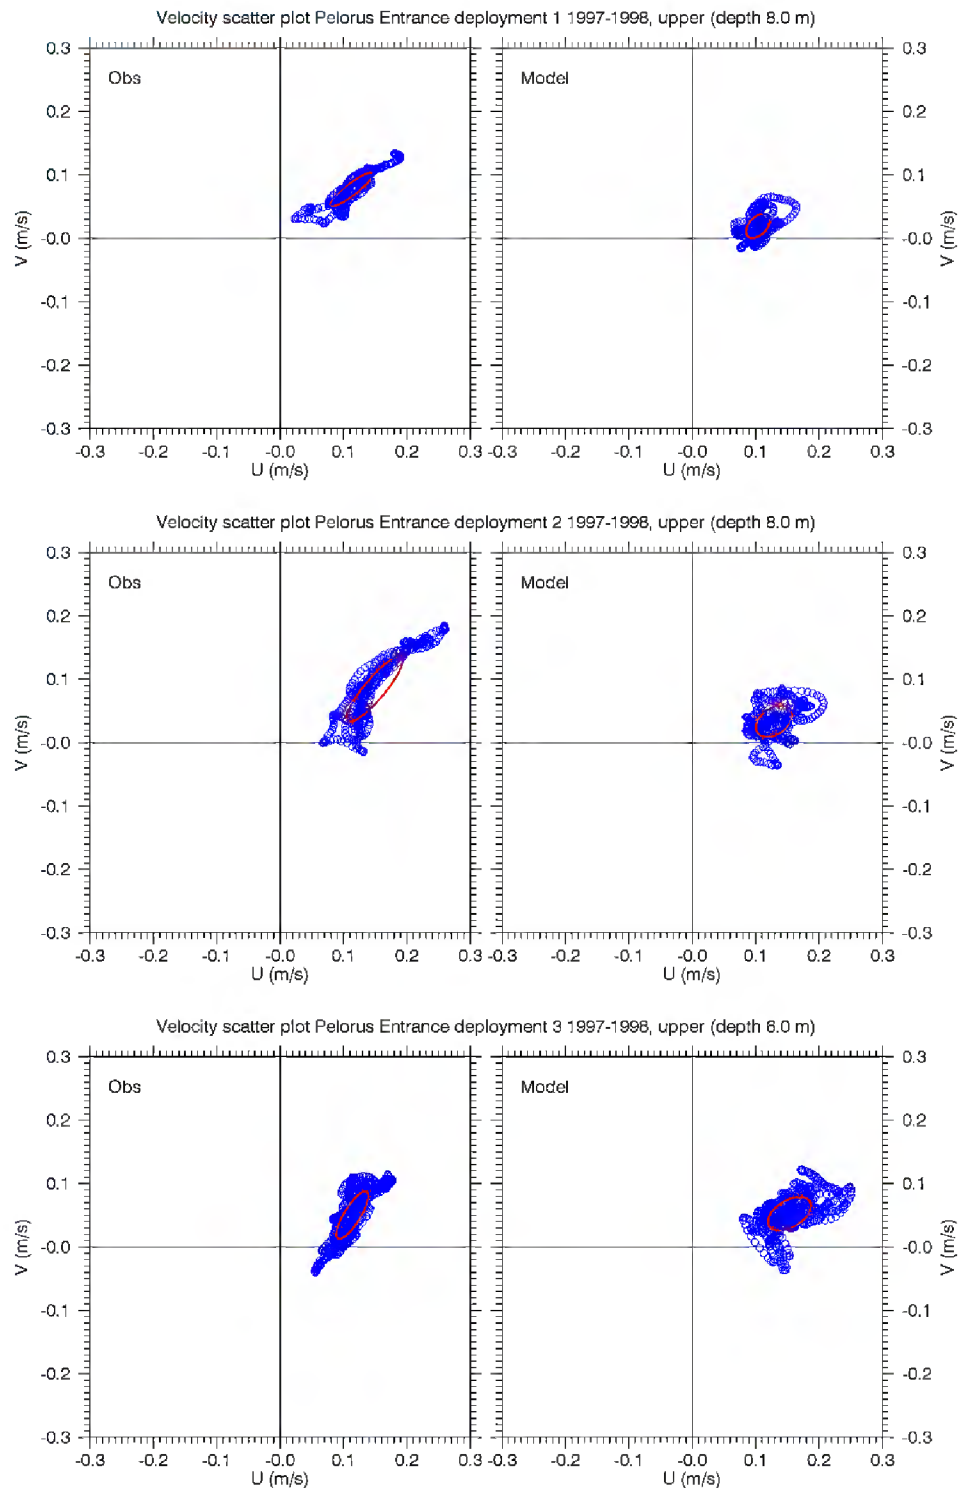 Velocity scatter plot Pelorus Entrance deployment 1 1997-1998, upper (depth 8.0 m)
Obs
Model
0.3
0.2
0.1
-0.0
-0.1
-0.2
-0.3
V (m/s)
0.3
0.2
0.1
-0.0
-0.1
-0.2
-0.3
V (m/s)
-0.3 -0.2 -0.1 -0.0 0.1 0.2 0.3
U (m/s)
-0.3 -0.2 -0.1 -0.0 0.1 0.2 0.3
U (m/s)
Velocity scatter plot Pelorus Entrance deployment 2 1997-1998, upper (depth 8.0 m)
Obs
Model
0.3
0.2
0.1
-0.0
-0.1
-0.2
-0.3
V (m/s)
0.3
0.2
0.1
-0.0
-0.1
-0.2
-0.3
V (m/s)
-0.3 -0.2 -0.1 -0.0 0.1 0.2 0.3
U (m/s)
-0.3 -0.2 -0.1 -0.0 0.1 0.2 0.3
U (m/s)
Velocity scatter plot Pelorus Entrance deployment 3 1997-1998, upper (depth 8.0 m)
Obs
Model
0.3
0.2
0.1
-0.0
-0.1
-0.2
-0.3
V (m/s)
0.3
0.2
0.1
-0.0
-0.1
-0.2
-0.3
V (m/s)
-0.3 -0.2 -0.1 -0.0 0.1 0.2 0.3
U (m/s)
-0.3 -0.2 -0.1 -0.0 0.1 0.2 0.3
U (m/s)